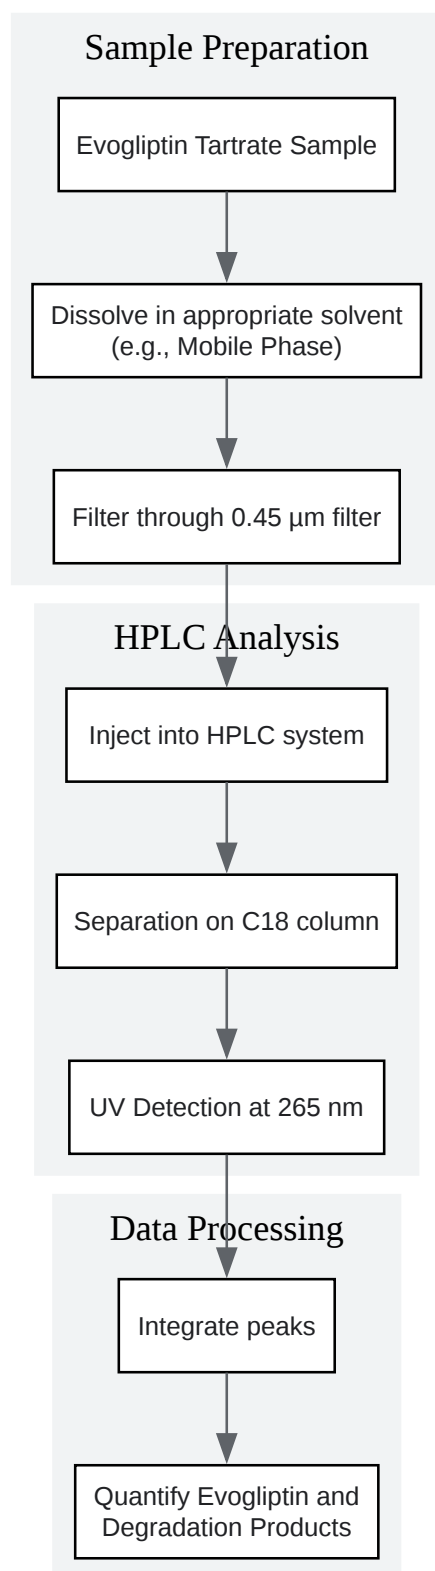 Sample Preparation
Evogliptin Tartrate Sample
Dissolve in appropriate solvent
(e.g., Mobile Phase)
Filter through 0.45 µm filter
HPLC Analysis
Inject into HPLC system
Separation on C18 column
UV Detection at 265 nm
Data Processing
Integrate peaks
Quantify Evogliptin and
Degradation Products